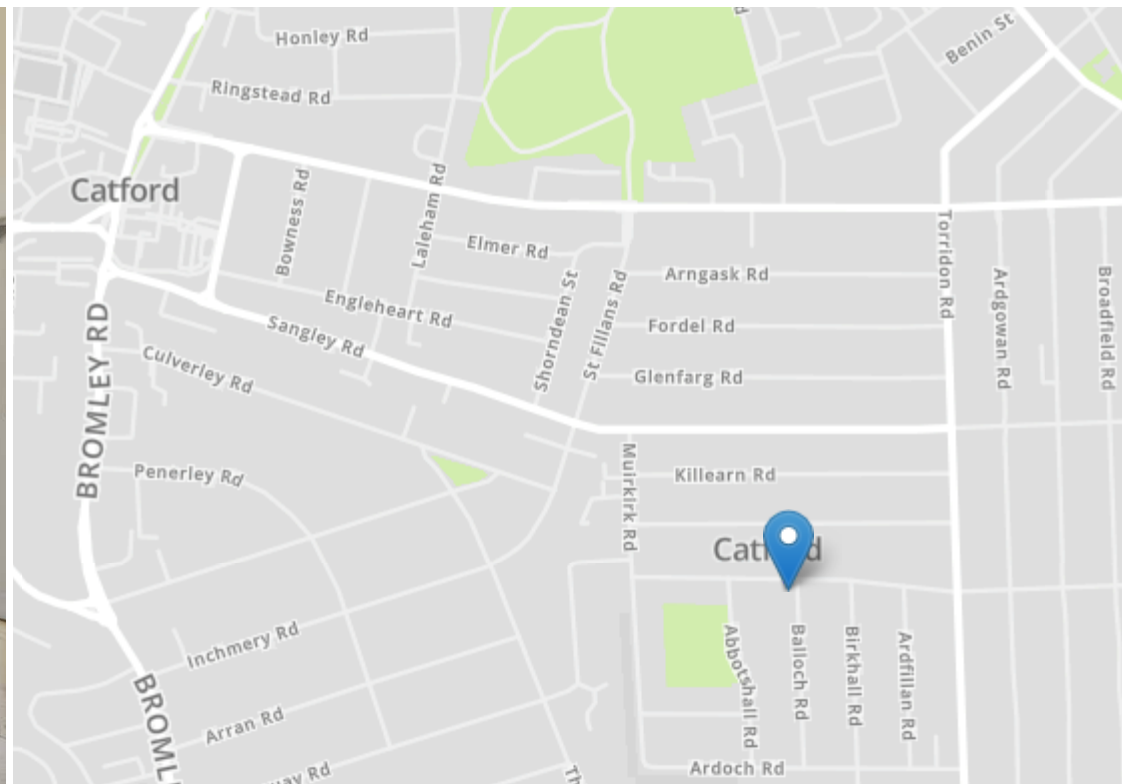 Honley Rd
Benin St
Ringstead Rd
Catford
Bowness Rd
Laleham Rd
Elmer Rd
Torridon Rd
Arngask Rd
Ardgowan Rd
Broadfield Rd
Shorndean St
St Fillans Rd
Engleheart Rd
Fordel Rd
Sangley Rd
Culverley Rd
BROMLEY RD
Glenfarg Rd
Penerley Rd
Muirkirk Rd
Killearn Rd
Inchmery Rd
Abbotshall Rd
Balloch Rd
Birkhall Rd
Ardfillan Rd
Arran Rd
Ardoch Rd